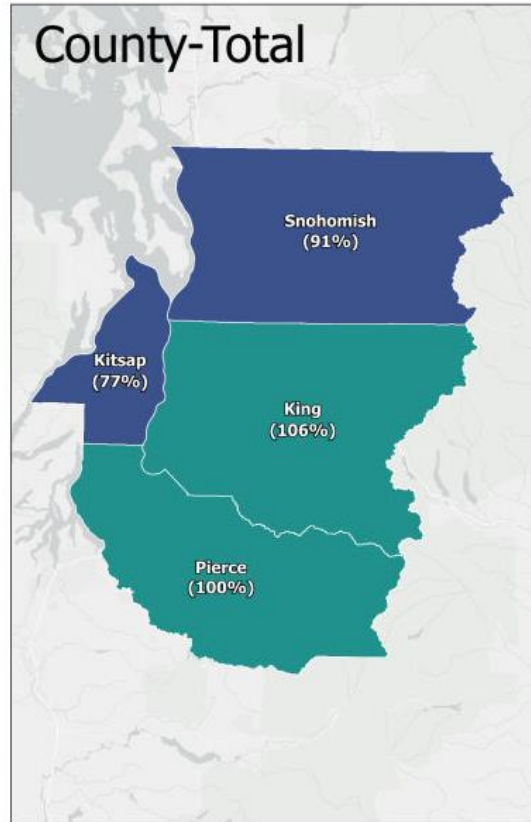 County-Total
Snohomish
(91%)
Kitsap
(77%)
King
(106%)
Pierce
(100%)